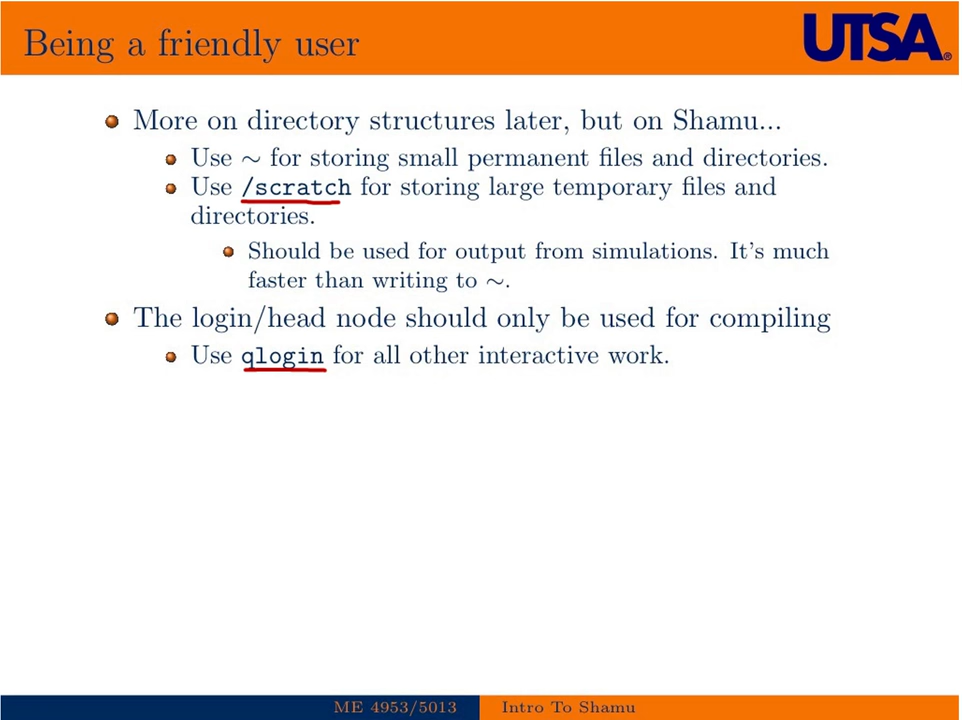 Being a friendly user
UTSA®
More on directory structures later, but on Shamu...
Use ∼ for storing small permanent files and directories.
Use /scratch for storing large temporary files and
directories.
Should be used for output from simulations. It's much
faster than writing to ∼.
The login/head node should only be used for compiling
Use qlogin for all other interactive work.
ME 4953/5013 Intro To Shamu